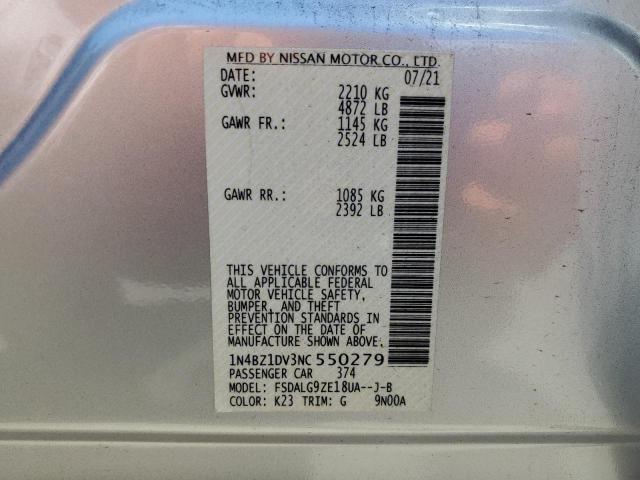 MFD BY NISSAN MOTOR CO., LTD.
DATE: 07/21
GVWR: 2210 KG
4872 LB
GAWR FR.: 1145 KG
2524 LB
GAWR RR.: 1085 KG
2392 LB
THIS VEHICLE CONFORMS TO
ALL APPLICABLE FEDERAL
MOTOR VEHICLE SAFETY,
BUMPER, AND THEFT
PREVENTION STANDARDS IN
EFFECT ON THE DATE OF
MANUFACTURE SHOWN ABOVE.
1N4BZ1DV3NC550279
PASSENGER CAR 374
MODEL: FSDALG9ZE18UA--J-B
COLOR: K23 TRIM: G 9N00A